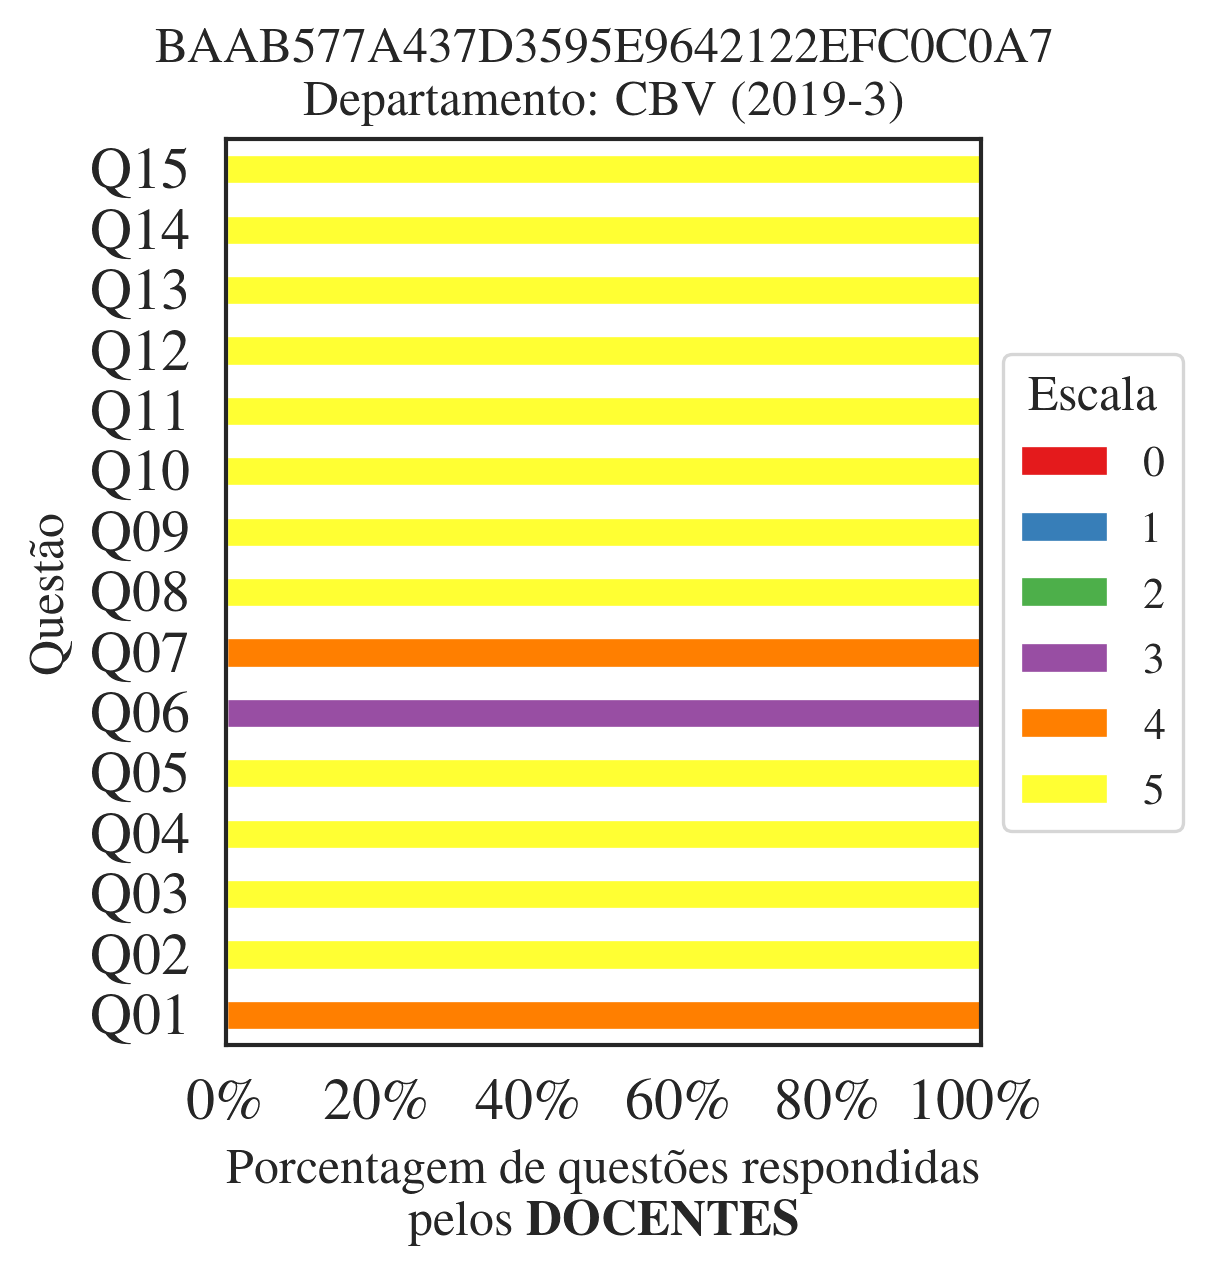 BAAB577A437D3595E9642122EFC0C0A7
Departamento: CBV (2019-3)
Questão
Q15
Q14
Q13
Q12
Q11
Q10
Q09
Q08
Q07
Q06
Q05
Q04
Q03
Q02
Q01
0% 20% 40% 60% 80% 100%
Porcentagem de questões respondidas
pelos DOCENTES
Escala
0
1
2
3
4
5